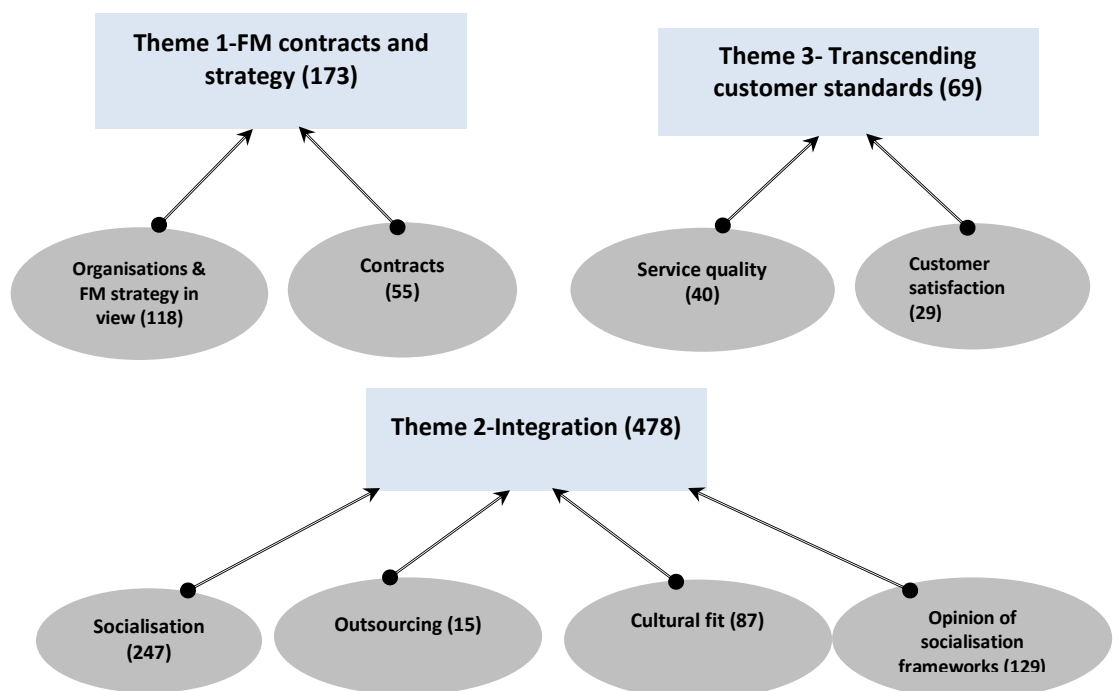 Theme 1-FM contracts and
strategy (173)
Theme 3- Transcending
customer standards (69)
Organisations &
FM strategy in
view (118)
Contracts
(55)
Service quality
(40)
Customer
satisfaction
(29)
Theme 2-Integration (478)
Socialisation
(247)
Outsourcing (15)
Cultural fit (87)
Opinion of
socialisation
frameworks (129)